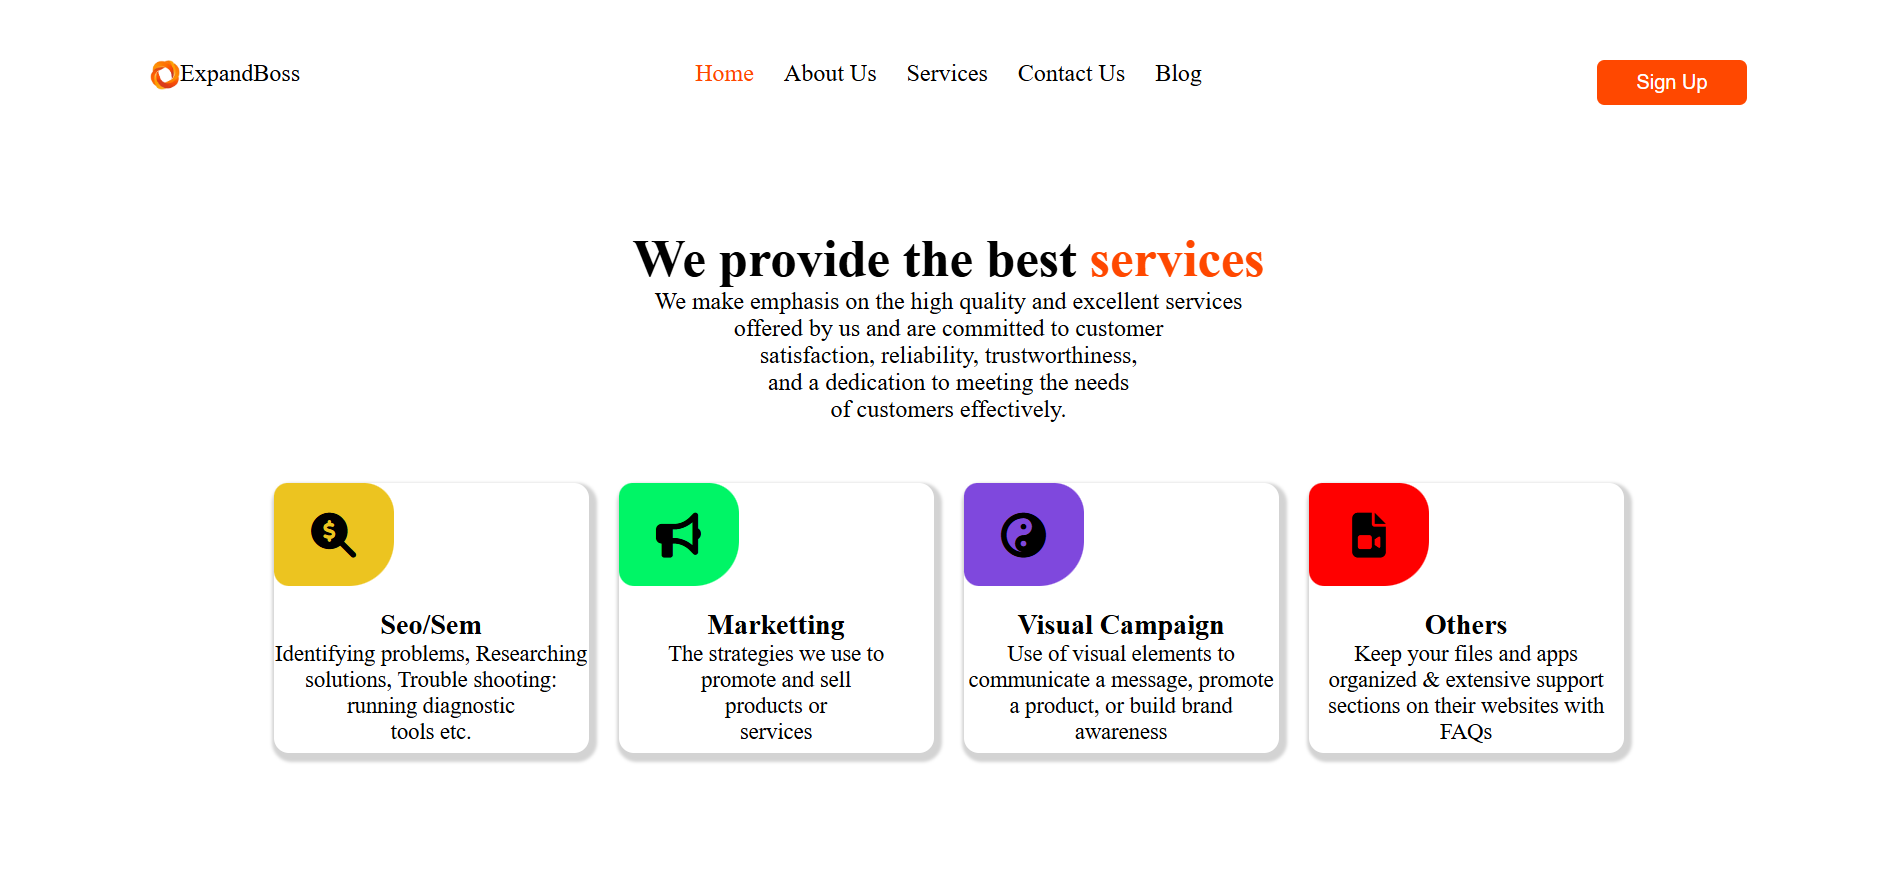 ExpandBoss
Home About Us Services Contact Us Blog
Sign Up
We provide the best services
We make emphasis on the high quality and excellent services
offered by us and are committed to customer
satisfaction, reliability, trustworthiness,
and a dedication to meeting the needs
of customers effectively.
$
Seo/Sem
Identifying problems, Researching
solutions, Trouble shooting:
running diagnostic
tools etc.
Marketting
The strategies we use to
promote and sell
products or
services
Visual Campaign
Use of visual elements to
communicate a message, promote
a product, or build brand
awareness
Others
Keep your files and apps
organized & extensive support
sections on their websites with
FAQs